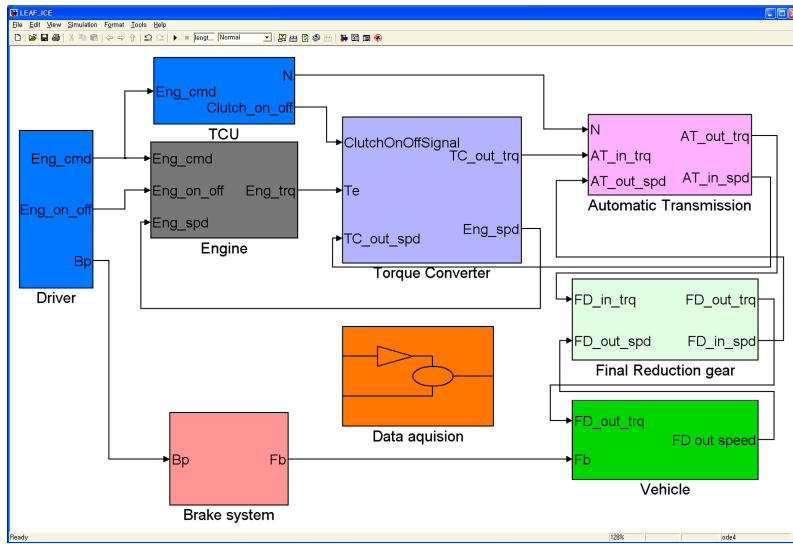 LEAF_ICE
File Edit View Simulation Format Tools Help
lengt... Normal
Eng_cmd
N
Clutch_on_off
TCU
Eng_cmd
Eng_on_off
Bp
Driver
Eng_cmd
Eng_on_off
Eng_trq
Eng_spd
Engine
ClutchOnOffSignal
TC_out_trq
Te
Eng_spd
TC_out_spd
Torque Converter
N
AT_out_trq
AT_in_trq
AT_out_spd
AT_in_spd
Automatic Transmission
FD_in_trq
FD_out_trq
FD_out_spd
FD_in_spd
Final Reduction gear
Data aquision
FD_out_trq
FD out speed
Fb
Vehicle
Bp
Fb
Brake system
Ready
128%
ode4